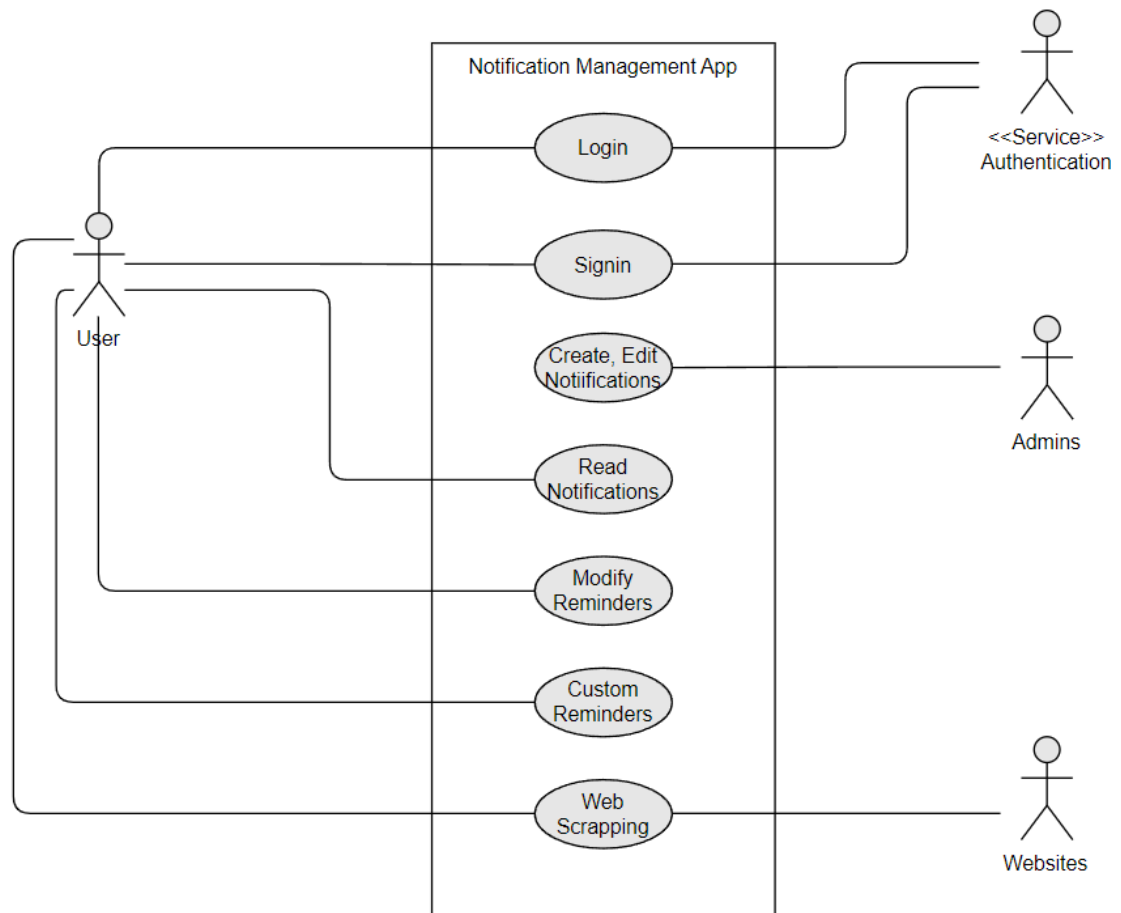 Notification Management App
Login
<<Service>>
Authentication
Signin
User
Create, Edit
Notiifications
Admins
Read
Notifications
Modify
Reminders
Custom
Reminders
Web
Scrapping
Websites